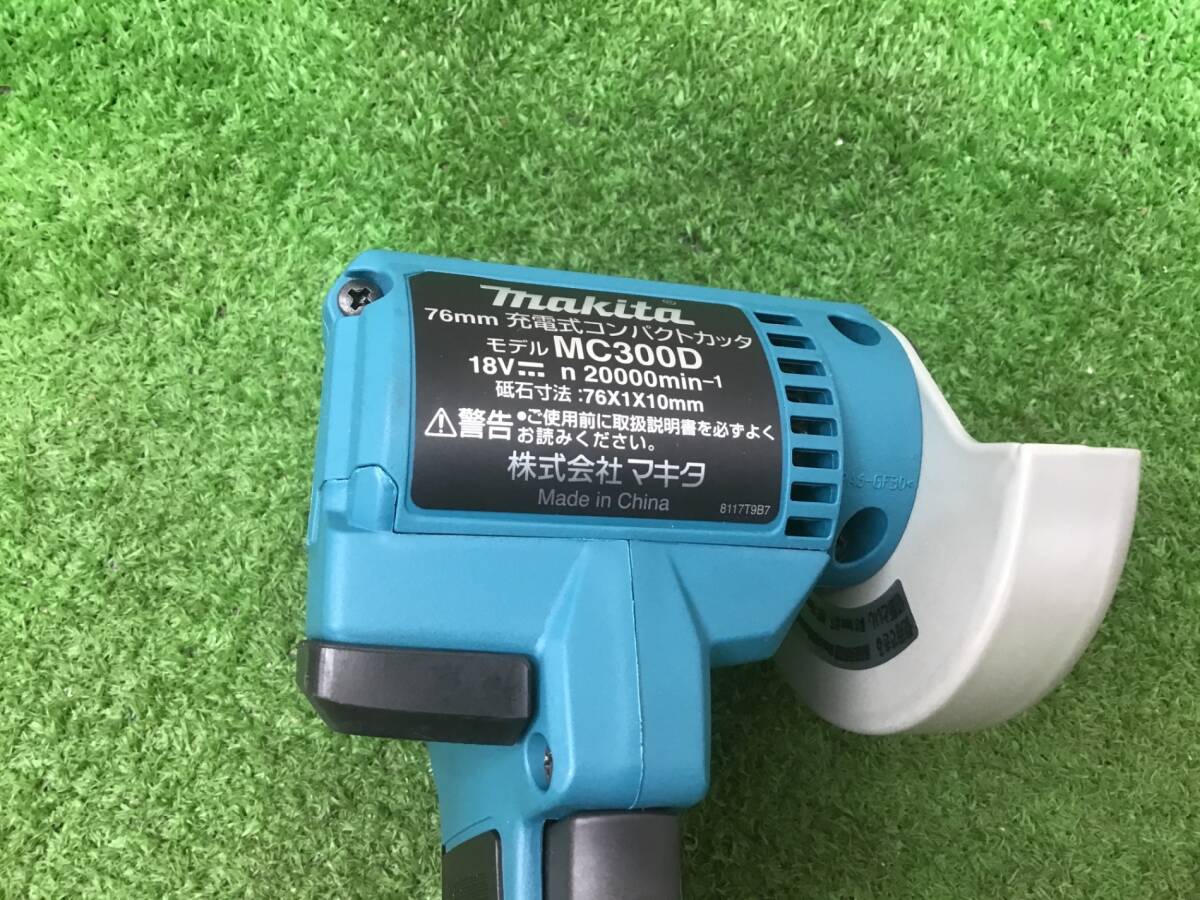 makita®
76mm 充電式コンパクトカッタ
モデル MC300D
18V⎓ n 20000min-1
砥石寸法:76X1X10mm
⚠警告 •ご使用前に取扱説明書を必ずよく
お読みください。
株式会社マキタ
Made in China
8117T9B7
-GF30<